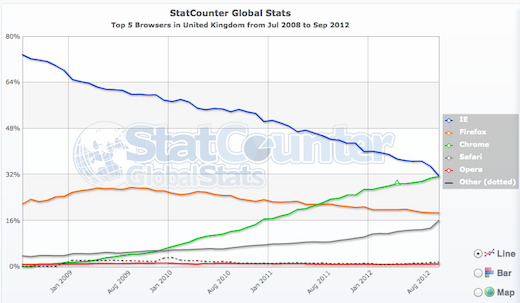 StatCounter Global Stats
Top 5 Browsers in United Kingdom from Jul 2008 to Sep 2012
80%
64%
48%
32%
16%
0%
StatCounter
GlobalStats
IE
Firefox
Chrome
Safari
Opera
Other (dotted)
Jan 2009
Aug 2009
Jan 2010
Aug 2010
Jan 2011
Aug 2011
Jan 2012
Aug 2012
Line
Bar
Map